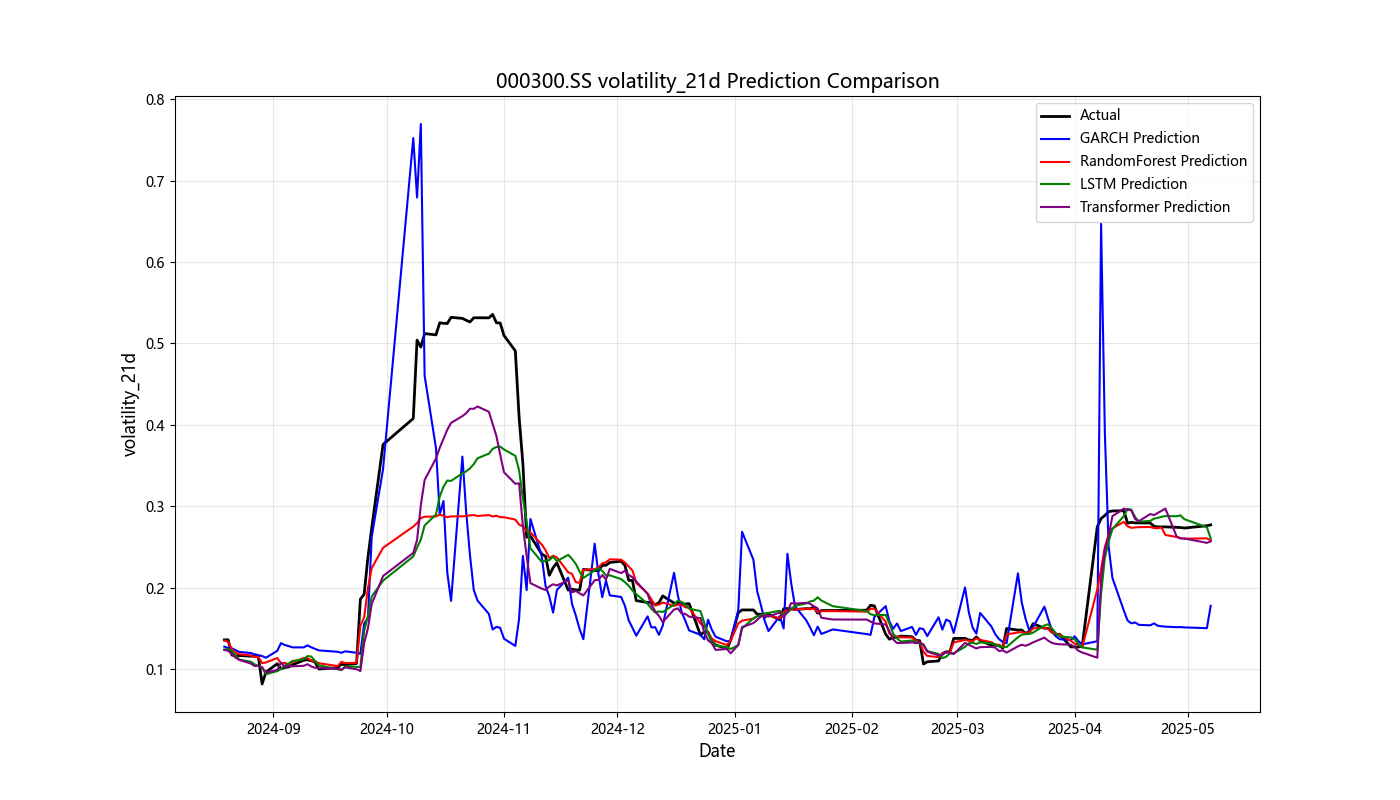 000300.SS volatility_21d Prediction Comparison
0.8
0.7
0.6
0.5
0.4
0.3
0.2
0.1
volatility_21d
Actual
GARCH Prediction
RandomForest Prediction
LSTM Prediction
Transformer Prediction
2024-09
2024-10
2024-11
2024-12
2025-01
2025-02
2025-03
2025-04
2025-05
Date